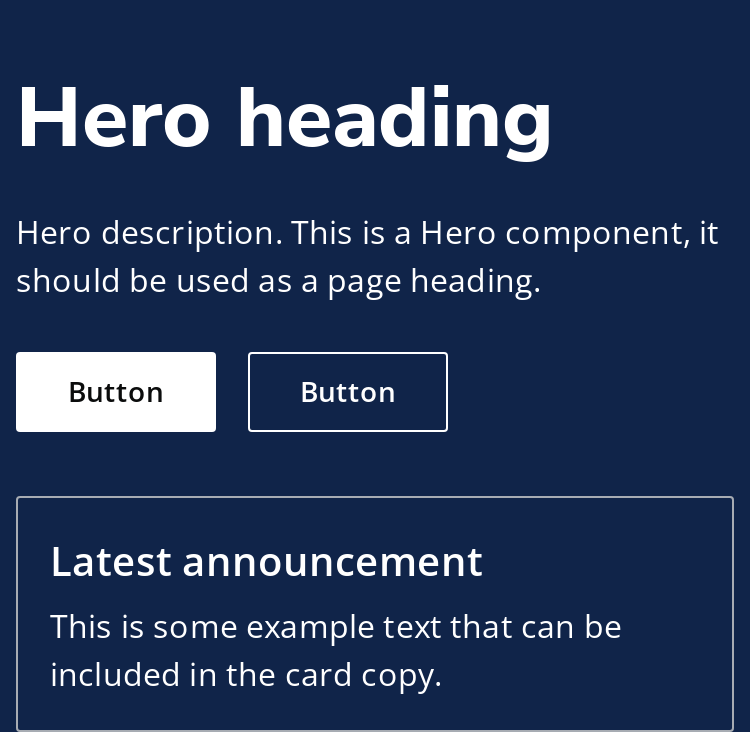 Hero heading
Hero description. This is a Hero component, it
should be used as a page heading.
Button
Button
Latest announcement
This is some example text that can be
included in the card copy.